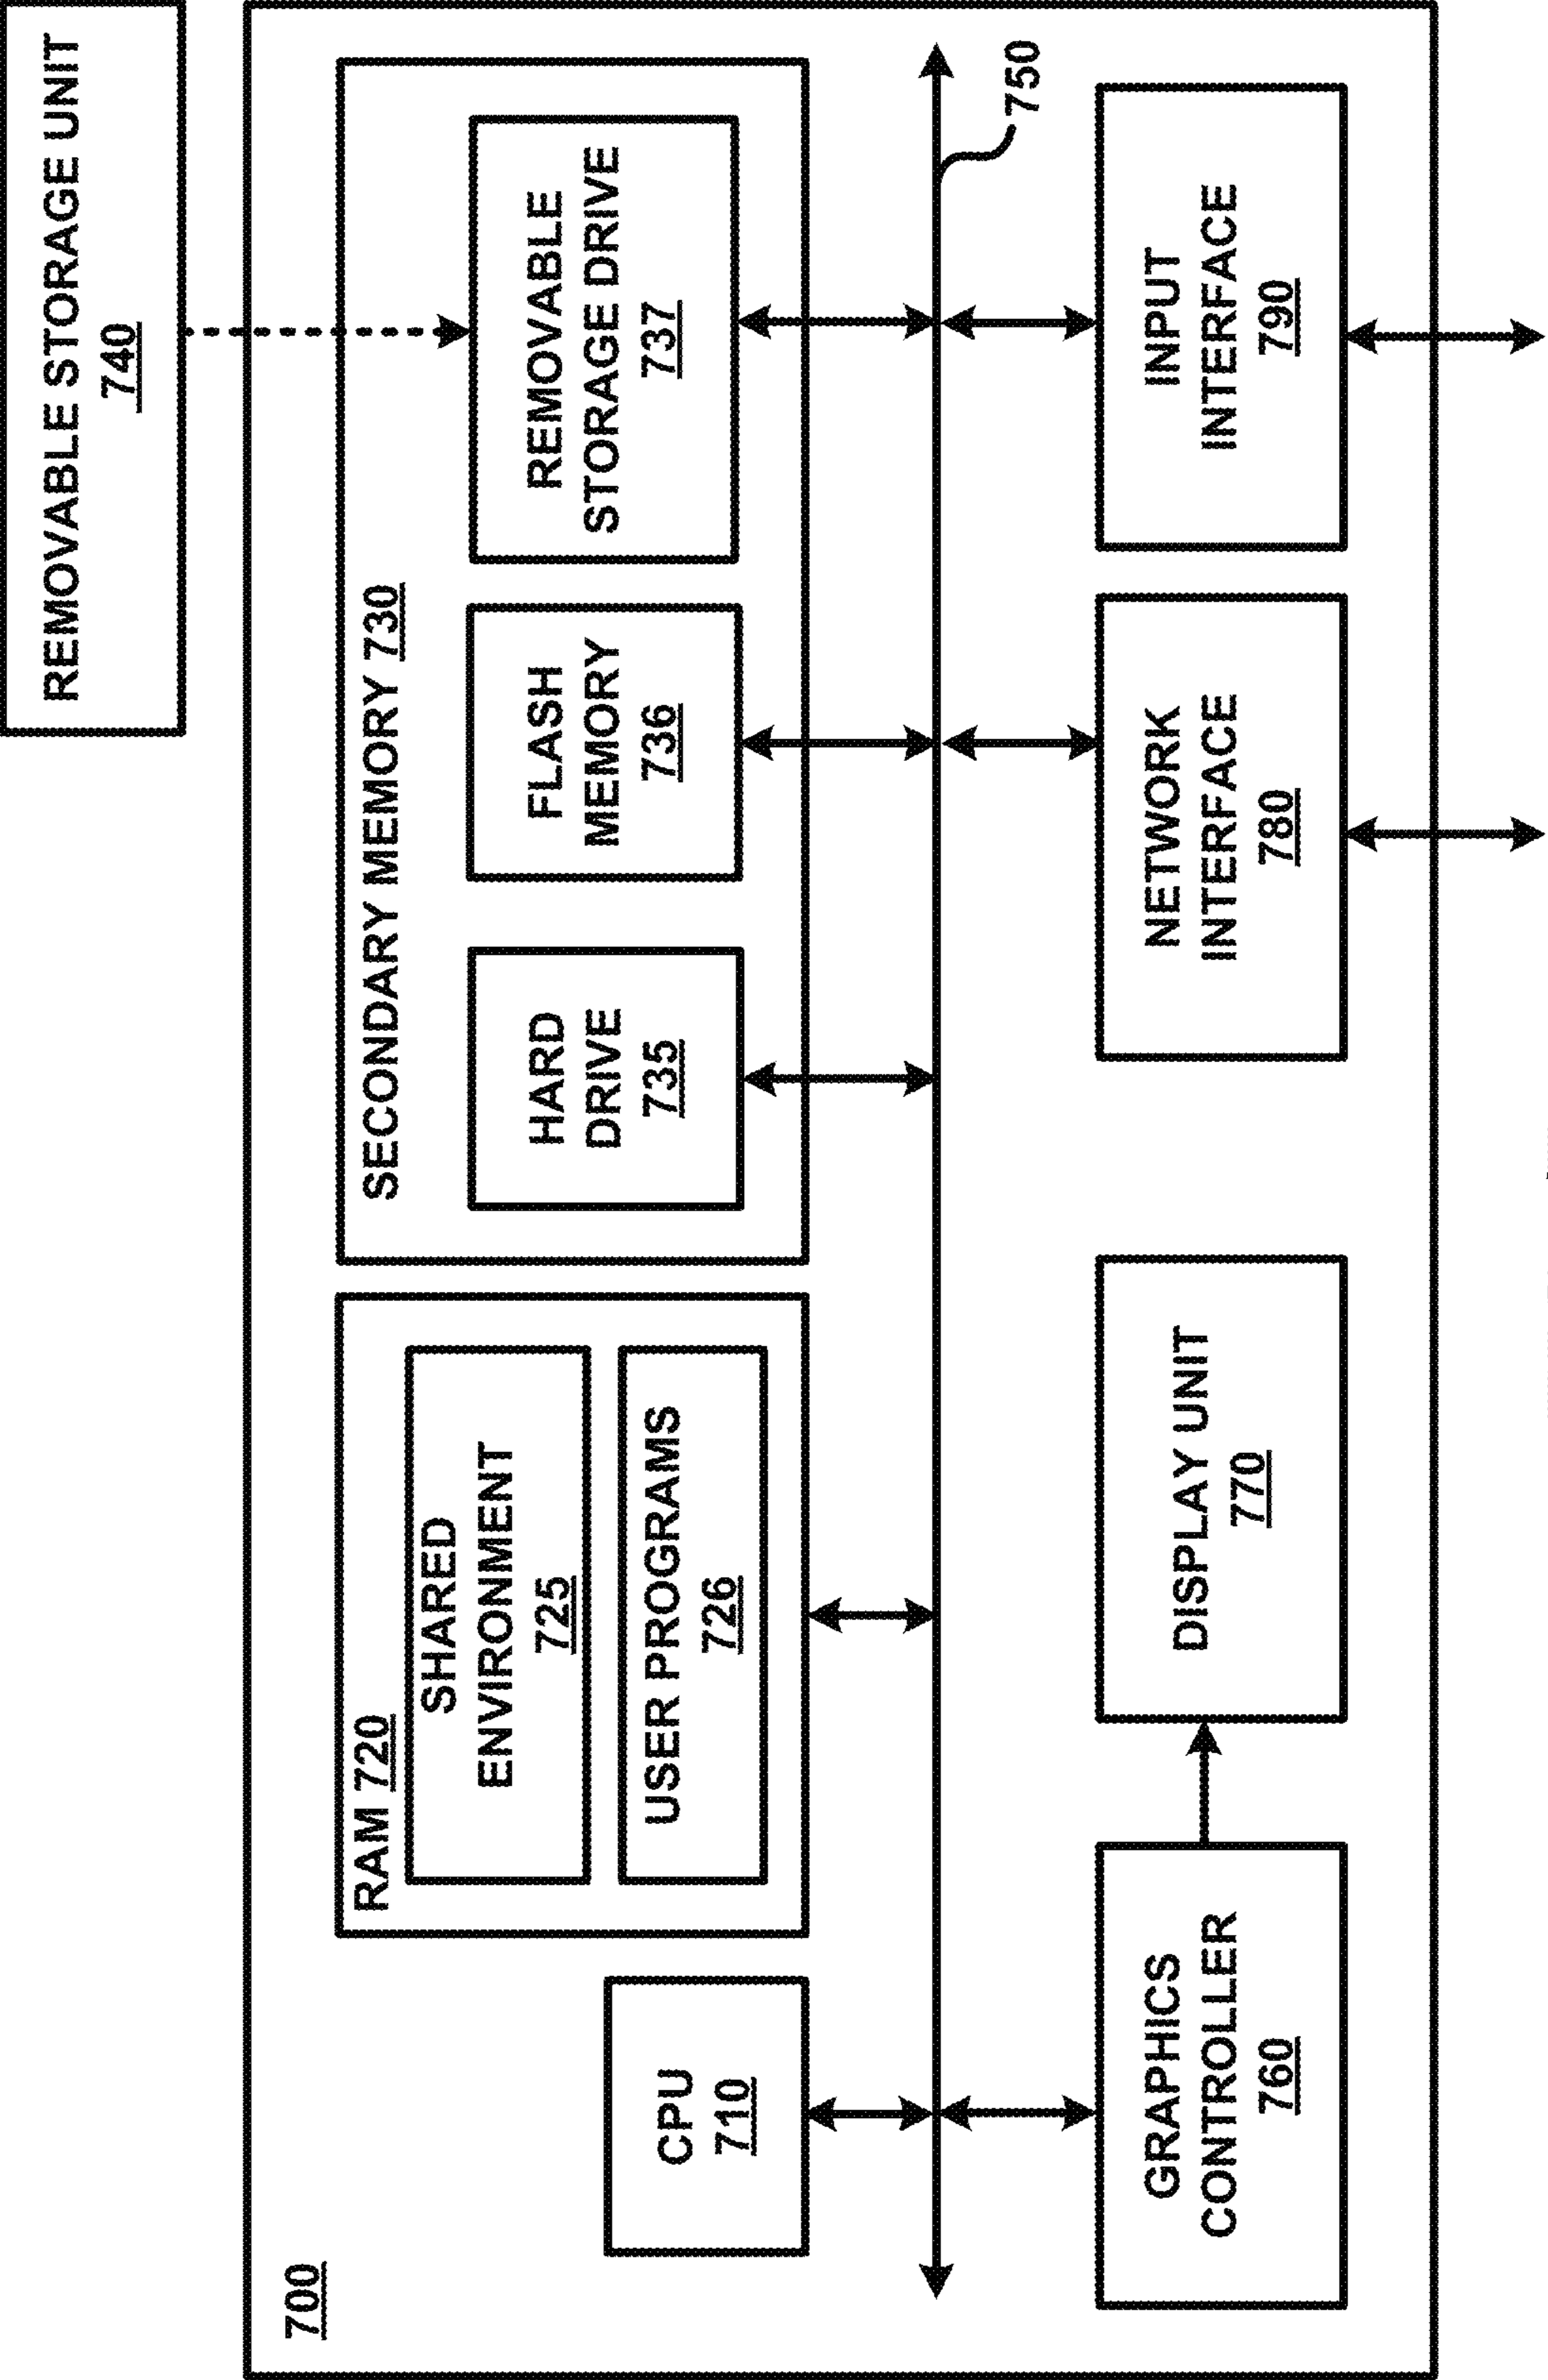 REMOVABLE STORAGE UNIT
740
700
CPU
710
RAM 720
SHARED
ENVIRONMENT
725
USER PROGRAMS
726
SECONDARY MEMORY 730
HARD
DRIVE
735
FLASH
MEMORY
736
REMOVABLE
STORAGE DRIVE
737
750
GRAPHICS
CONTROLLER
760
DISPLAY UNIT
770
NETWORK
INTERFACE
780
INPUT
INTERFACE
790